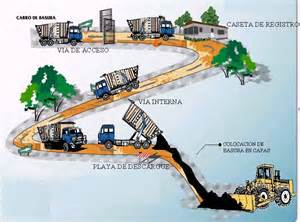 CARRO DE BASURA
CASETA DE REGISTRO
VIA DE ACCESO
VIA INTERNA
COLOCACION DE
BASURA EN CAPAS
PLAYA DE DESCARGUE